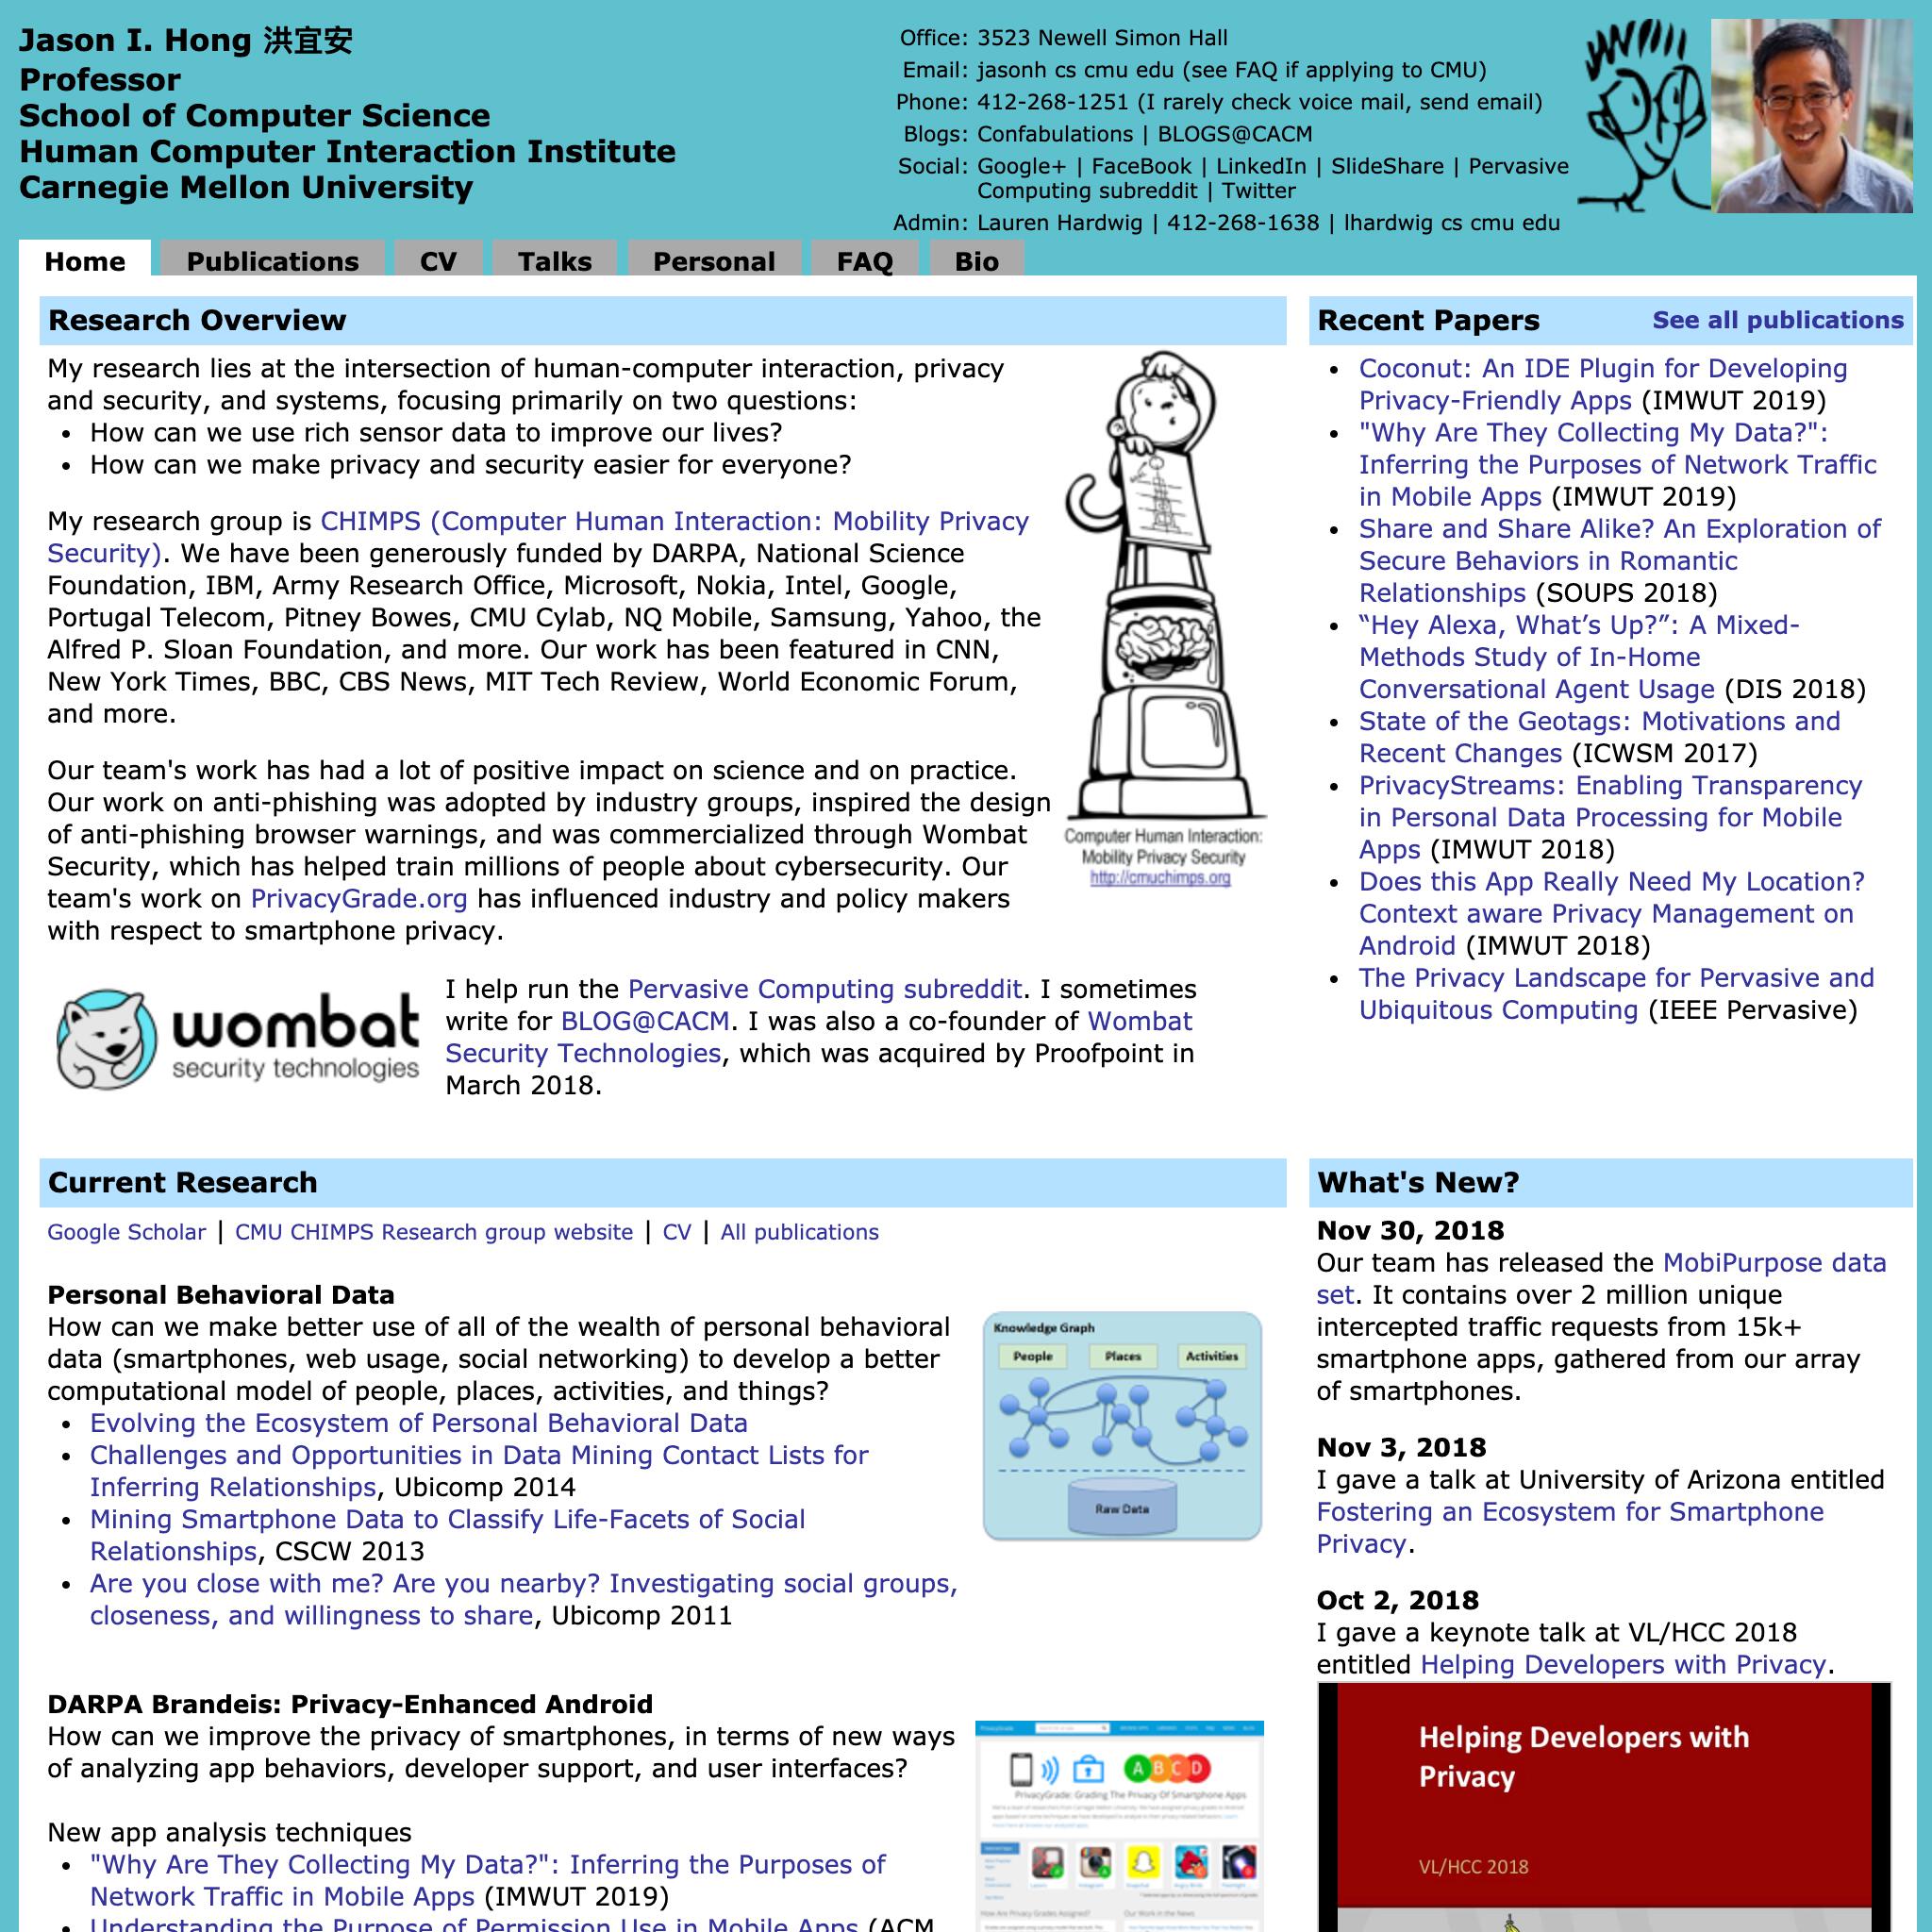 Jason I. Hong 洪宜安
Professor
School of Computer Science
Human Computer Interaction Institute
Carnegie Mellon University
Office: 3523 Newell Simon Hall
Email: jasonh cs cmu edu (see FAQ if applying to CMU)
Phone: 412-268-1251 (I rarely check voice mail, send email)
Blogs: Confabulations | BLOGS@CACM
Social: Google+ | FaceBook | LinkedIn | SlideShare | Pervasive
Computing subreddit | Twitter
Admin: Lauren Hardwig | 412-268-1638 | lhardwig cs cmu edu
Home Publications CV Talks Personal FAQ Bio
Research Overview
My research lies at the intersection of human-computer interaction, privacy
and security, and systems, focusing primarily on two questions:
• How can we use rich sensor data to improve our lives?
• How can we make privacy and security easier for everyone?
My research group is CHIMPS (Computer Human Interaction: Mobility Privacy
Security). We have been generously funded by DARPA, National Science
Foundation, IBM, Army Research Office, Microsoft, Nokia, Intel, Google,
Portugal Telecom, Pitney Bowes, CMU Cylab, NQ Mobile, Samsung, Yahoo, the
Alfred P. Sloan Foundation, and more. Our work has been featured in CNN,
New York Times, BBC, CBS News, MIT Tech Review, World Economic Forum,
and more.
Our team's work has had a lot of positive impact on science and on practice.
Our work on anti-phishing was adopted by industry groups, inspired the design
of anti-phishing browser warnings, and was commercialized through Wombat
Security, which has helped train millions of people about cybersecurity. Our
team's work on PrivacyGrade.org has influenced industry and policy makers
with respect to smartphone privacy.
Computer Human Interaction:
Mobility Privacy Security
http://cmuchimps.org
wombat
security technologies
I help run the Pervasive Computing subreddit. I sometimes
write for BLOG@CACM. I was also a co-founder of Wombat
Security Technologies, which was acquired by Proofpoint in
March 2018.
Recent Papers See all publications
• Coconut: An IDE Plugin for Developing
Privacy-Friendly Apps (IMWUT 2019)
• "Why Are They Collecting My Data?":
Inferring the Purposes of Network Traffic
in Mobile Apps (IMWUT 2019)
• Share and Share Alike? An Exploration of
Secure Behaviors in Romantic
Relationships (SOUPS 2018)
• “Hey Alexa, What’s Up?”: A Mixed-
Methods Study of In-Home
Conversational Agent Usage (DIS 2018)
• State of the Geotags: Motivations and
Recent Changes (ICWSM 2017)
• PrivacyStreams: Enabling Transparency
in Personal Data Processing for Mobile
Apps (IMWUT 2018)
• Does this App Really Need My Location?
Context aware Privacy Management on
Android (IMWUT 2018)
• The Privacy Landscape for Pervasive and
Ubiquitous Computing (IEEE Pervasive)
Current Research
Google Scholar | CMU CHIMPS Research group website | CV | All publications
Personal Behavioral Data
How can we make better use of all of the wealth of personal behavioral
data (smartphones, web usage, social networking) to develop a better
computational model of people, places, activities, and things?
• Evolving the Ecosystem of Personal Behavioral Data
• Challenges and Opportunities in Data Mining Contact Lists for
Inferring Relationships, Ubicomp 2014
• Mining Smartphone Data to Classify Life-Facets of Social
Relationships, CSCW 2013
• Are you close with me? Are you nearby? Investigating social groups,
closeness, and willingness to share, Ubicomp 2011
Knowledge Graph
People Places Activities
Raw Data
DARPA Brandeis: Privacy-Enhanced Android
How can we improve the privacy of smartphones, in terms of new ways
of analyzing app behaviors, developer support, and user interfaces?
New app analysis techniques
• "Why Are They Collecting My Data?": Inferring the Purposes of
Network Traffic in Mobile Apps (IMWUT 2019)
• Understanding the Purpose of Permission Use in Mobile Apps (ACM
A B C D
PrivacyGrade: Grading The Privacy Of Smartphone Apps
How Are Privacy Grades Assigned?
Our Work in the News
What's New?
Nov 30, 2018
Our team has released the MobiPurpose data
set. It contains over 2 million unique
intercepted traffic requests from 15k+
smartphone apps, gathered from our array
of smartphones.
Nov 3, 2018
I gave a talk at University of Arizona entitled
Fostering an Ecosystem for Smartphone
Privacy.
Oct 2, 2018
I gave a keynote talk at VL/HCC 2018
entitled Helping Developers with Privacy.
Helping Developers with
Privacy
VL/HCC 2018